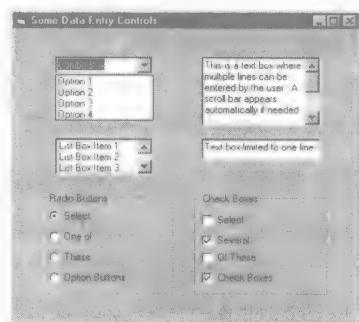 Some Data Entry Controls
Combo Box
Option 1
Option 2
Option 3
Option 4
This is a text box where
multiple lines can be
entered by the user. A
scroll bar appears
automatically if needed
List Box Item 1
List Box Item 2
List Box Item 3
Text box limited to one line
Radio Buttons
Select
One of
These
Option Buttons
Check Boxes
Select
Several
Of These
Check Boxes